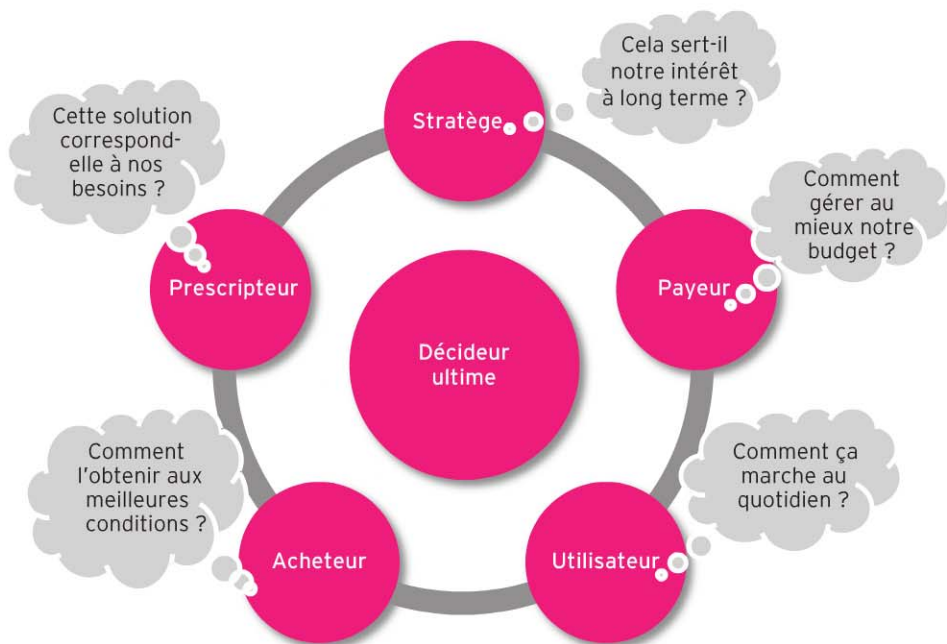 Cela sert-il
notre intérêt
à long terme ?
Stratège
Cette solution
correspond-
elle à nos
besoins ?
Comment
gérer au
mieux notre
budget ?
Prescripteur
Payeur
Décideur
ultime
Comment
l'obtenir aux
meilleures
conditions ?
Comment ça
marche au
quotidien ?
Acheteur
Utilisateur